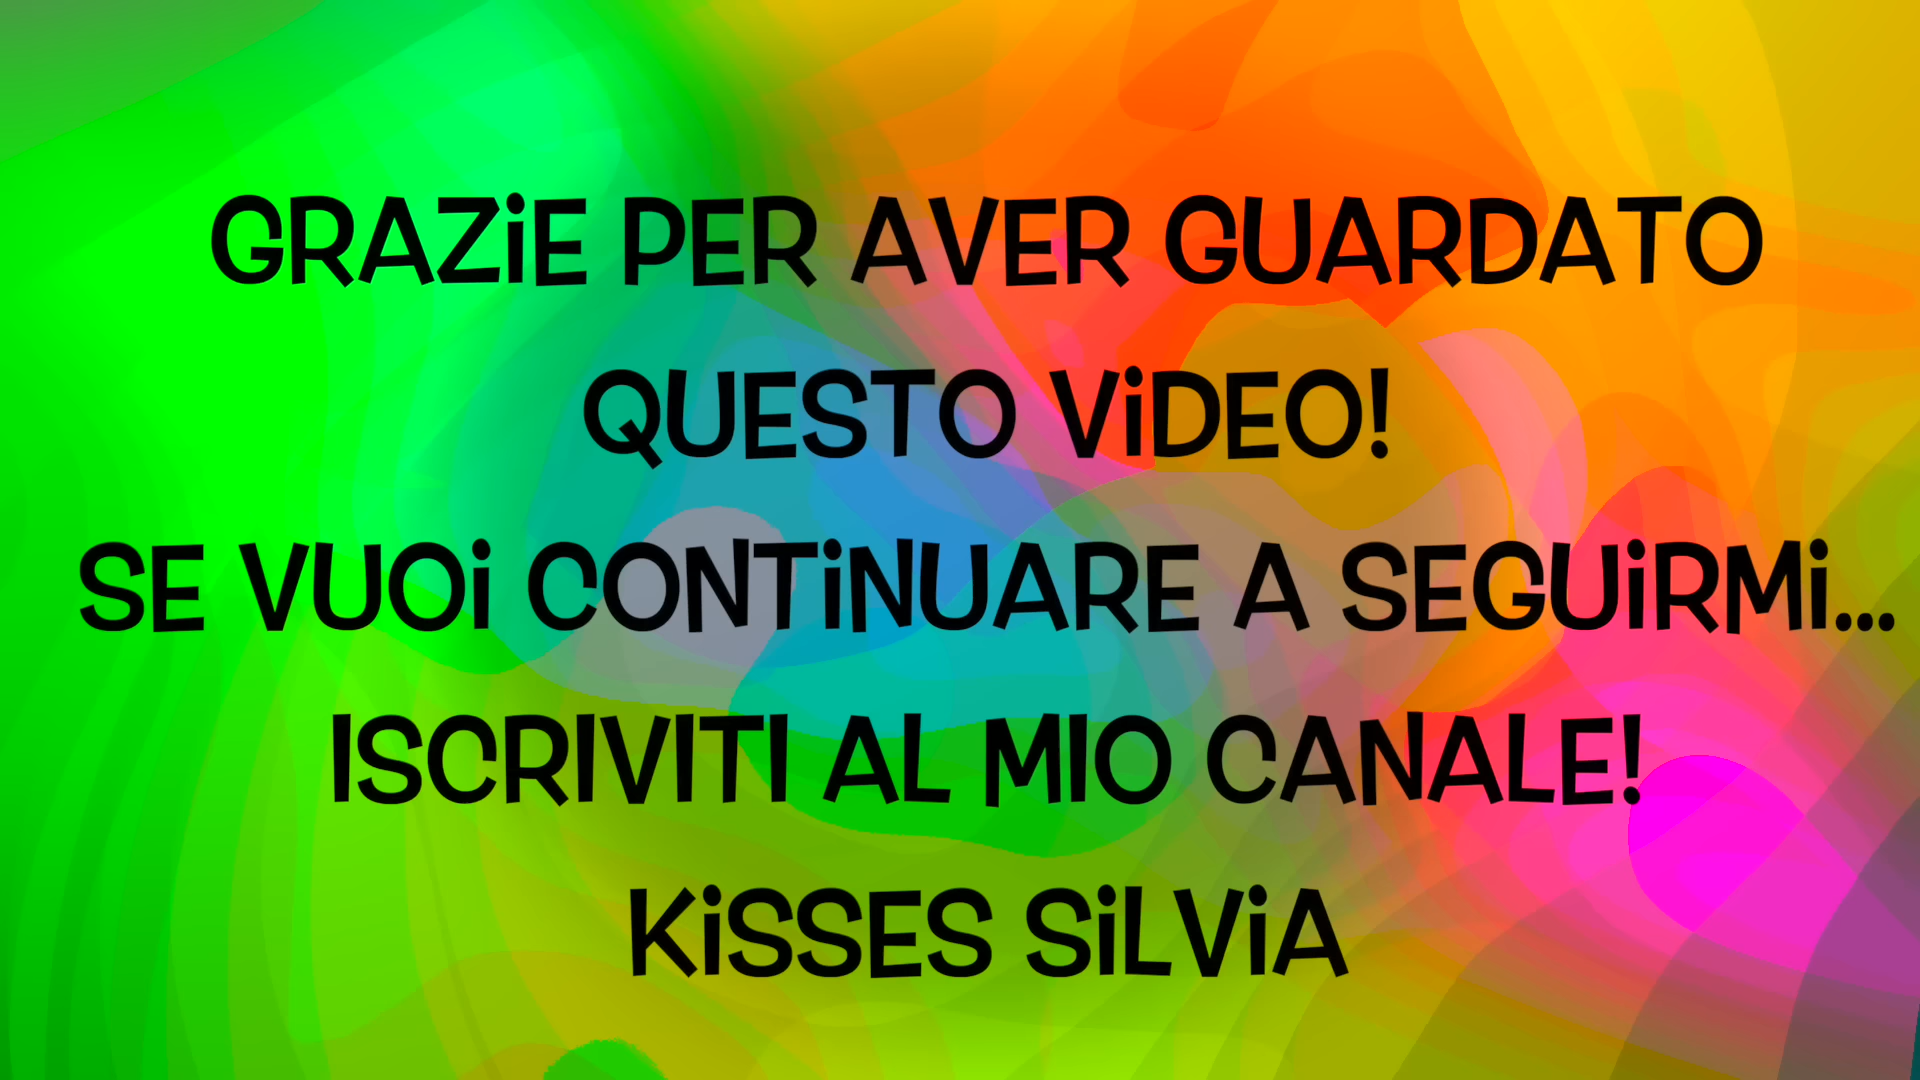 GRAZiE PER AVER GUARDATO
QUESTO ViDEO!
SE VUOi CONTiNUARE A SEGUiRMi...
ISCRIVITI AL MIO CANALE!
KiSSES SiLViA